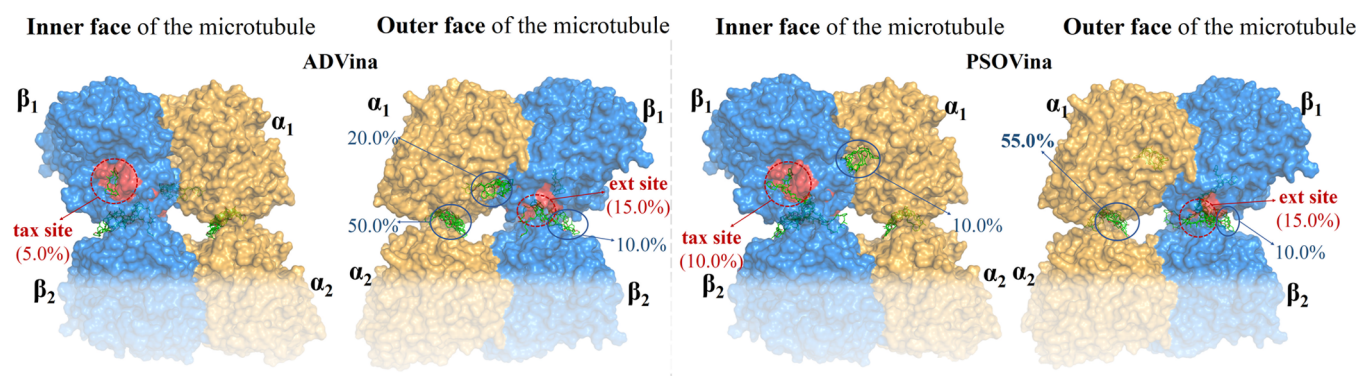 Inner face of the microtubule
Outer face of the microtubule
Inner face of the microtubule
Outer face of the microtubule
ADVina
PSOVina
β1
α1
α1
β1
20.0%
ext site
(15.0%)
tax site
(5.0%)
50.0%
10.0%
β2
α2
α2
β2
β1
α1
α1
β1
55.0%
ext site
(15.0%)
tax site
(10.0%)
10.0%
10.0%
β2
α2
α2
β2